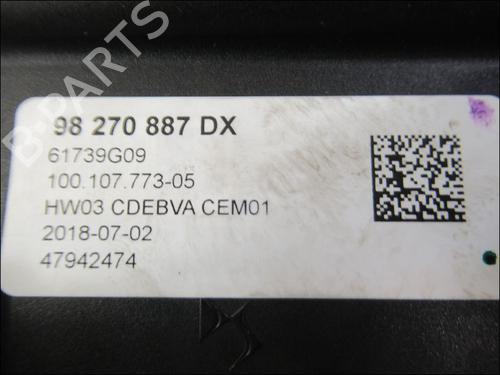 B-PARTS
98 270 887 DX
61739G09
100.107.773-05
HW03 CDEBVA CEM01
2018-07-02
47942474